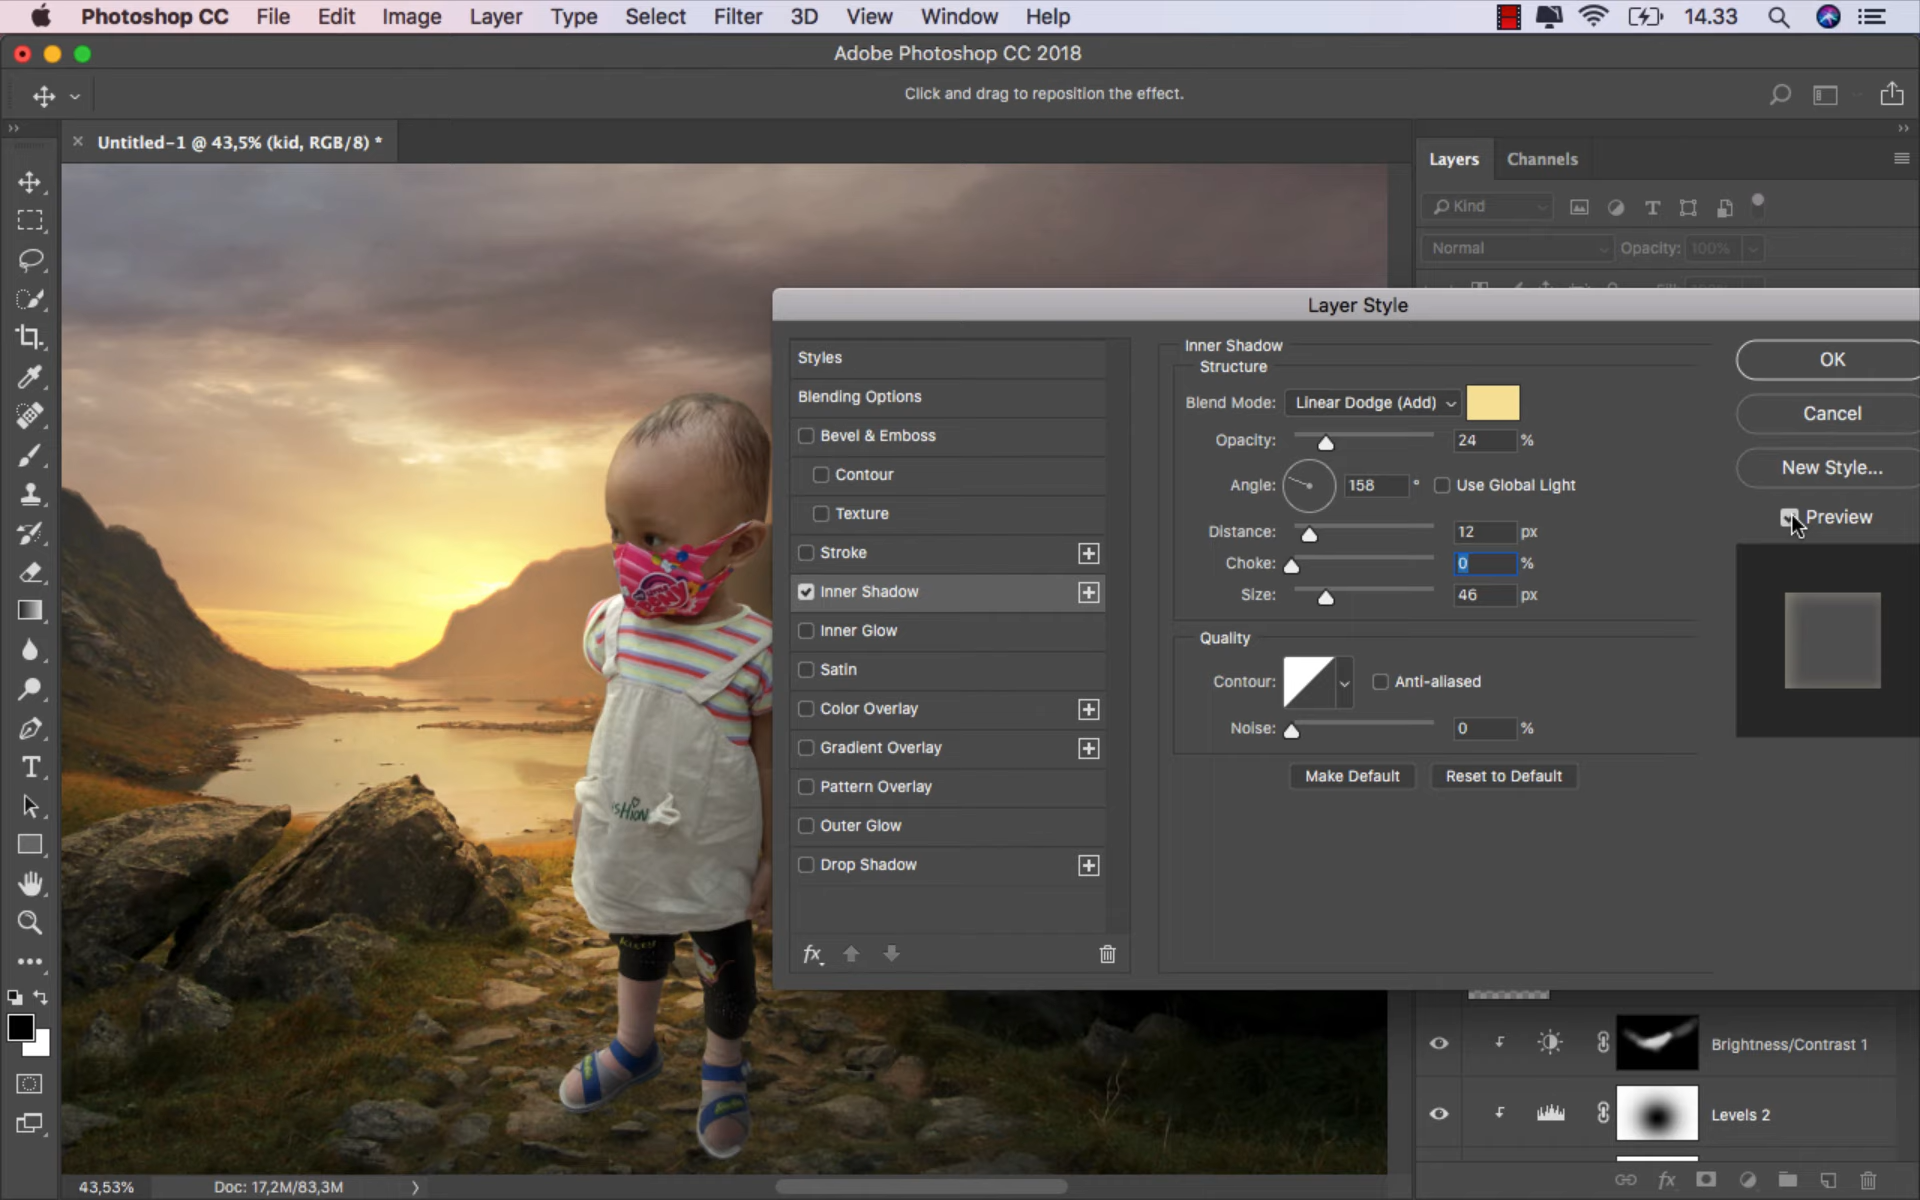 Photoshop CC File Edit Image Layer Type Select Filter 3D View Window Help 14.33
Adobe Photoshop CC 2018
Click and drag to reposition the effect.
Untitled-1 @ 43,5% (kid, RGB/8) *
Layers Channels
Kind
Normal Opacity: 100%
Layer Style
Styles
Blending Options
Bevel & Emboss
Contour
Texture
Stroke
Inner Shadow
Inner Glow
Satin
Color Overlay
Gradient Overlay
Pattern Overlay
Outer Glow
Drop Shadow
fx
Inner Shadow
Structure
Blend Mode: Linear Dodge (Add)
Opacity: 24 %
Angle: 158 ° Use Global Light
Distance: 12 px
Choke: 0 %
Size: 46 px
Quality
Contour: Anti-aliased
Noise: 0 %
Make Default Reset to Default
OK
Cancel
New Style...
Preview
Brightness/Contrast 1
Levels 2
fx
43,53% Doc: 17,2M/83,3M